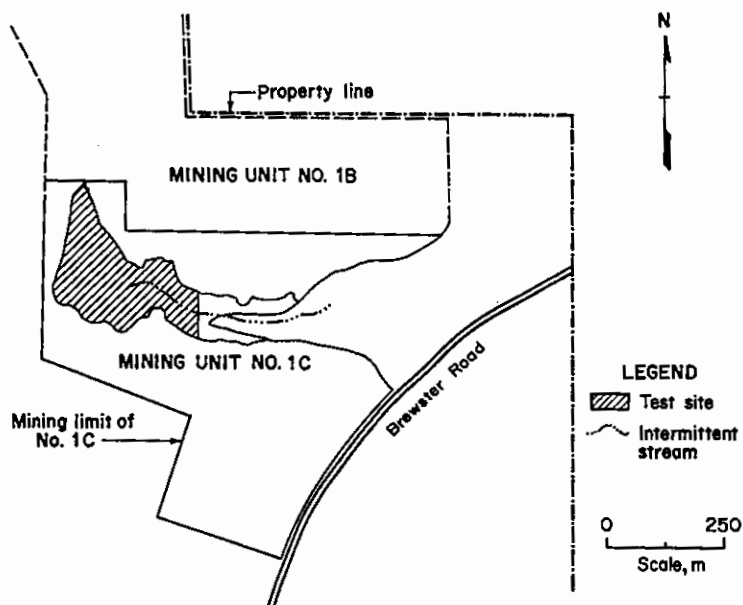 N
Property line
MINING UNIT NO. 1B
MINING UNIT NO. 1C
Brewster Road
Mining limit of
No. 1C
LEGEND
Test site
Intermittent
stream
0 250
Scale, m